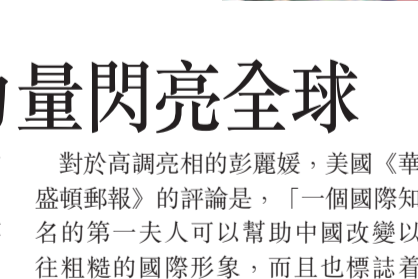 量閃亮全球
對於高調亮相的彭麗媛，美國《華
盛頓郵報》的評論是，「一個國際知
名的第一夫人可以幫助中國改變以
往粗糙的國際形象，而且也標誌着